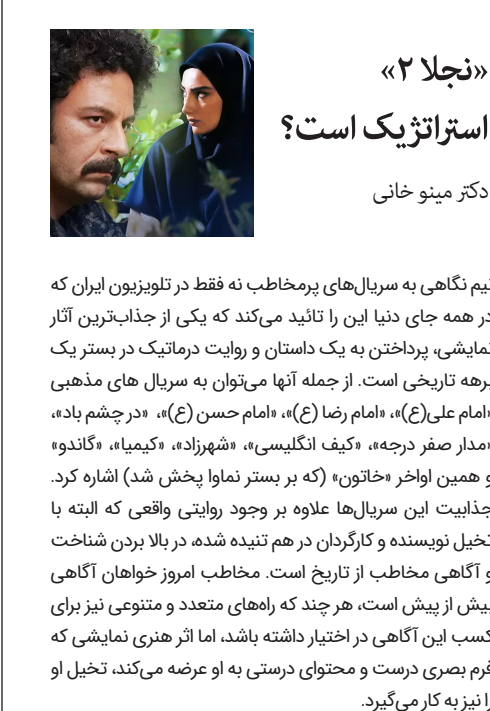 «نجلا ۲»
استراتژیک است؟
دکتر مینو خانی
نیم نگاهی به سریال‌های پرمخاطب نه فقط در تلویزیون ایران که
در همه جای دنیا این را تائید می‌کند که یکی از جذاب‌ترین آثار
نمایشی، پرداختن به یک داستان و روایت درماتیک در بستر یک
برهه تاریخی است. از جمله آنها می‌توان به سریال های مذهبی
«امام علی(ع)»، «امام رضا (ع)»، «امام حسن (ع)»، «در چشم باد»،
«مدار صفر درجه»، «کیف انگلیسی»، «شهرزاد»، «کیمیا»، «گاندو»
و همین اواخر «خاتون» (که بر بستر نماوا پخش شد) اشاره کرد.
جذابیت این سریال‌ها علاوه بر وجود روایتی واقعی که البته با
تخیل نویسنده و کارگردان در هم تنیده شده، در بالا بردن شناخت
و آگاهی مخاطب از تاریخ است. مخاطب امروز خواهان آگاهی
بیش از پیش است، هر چند که راه‌های متعدد و متنوعی نیز برای
کسب این آگاهی در اختیار داشته باشد، اما اثر هنری نمایشی که
فرم بصری درست و محتوای درستی به او عرضه می‌کند، تخیل او
را نیز به کار می‌گیرد.